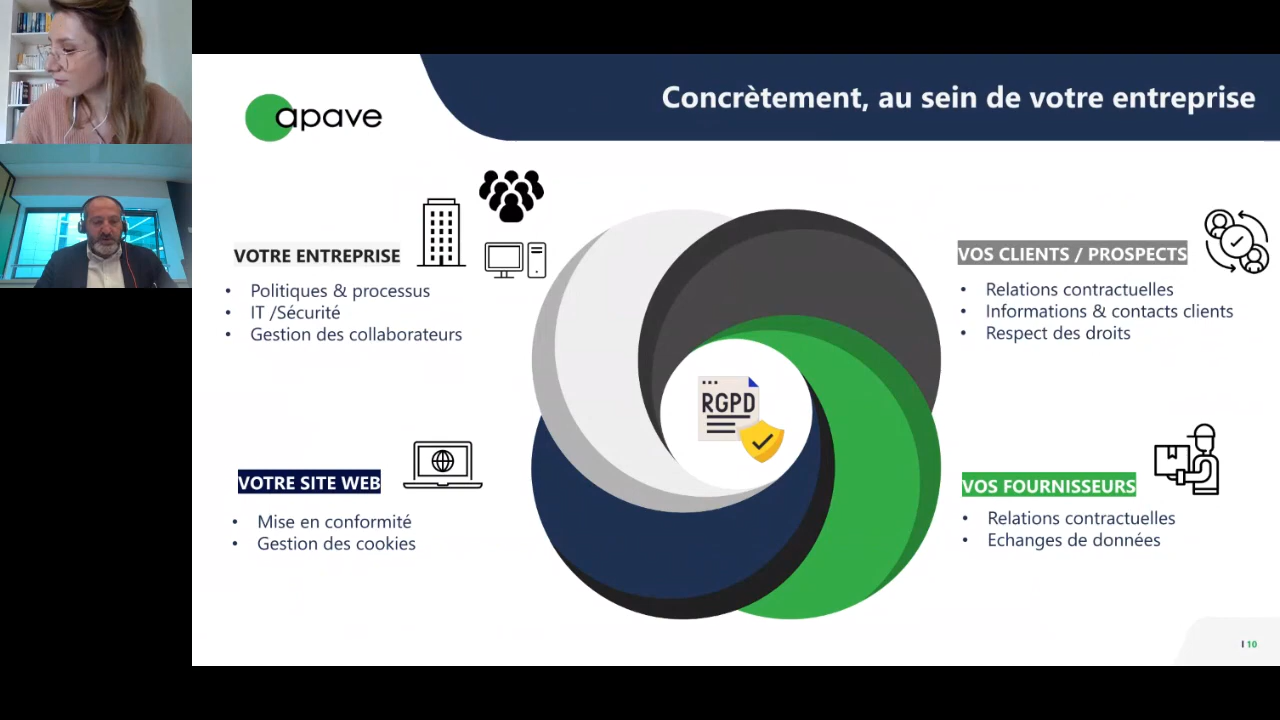 apave
Concrètement, au sein de votre entreprise
VOTRE ENTREPRISE
• Politiques & processus
• IT /Sécurité
• Gestion des collaborateurs
VOS CLIENTS / PROSPECTS
• Relations contractuelles
• Informations & contacts clients
• Respect des droits
RGPD
VOTRE SITE WEB
• Mise en conformité
• Gestion des cookies
VOS FOURNISSEURS
• Relations contractuelles
• Echanges de données
I 10